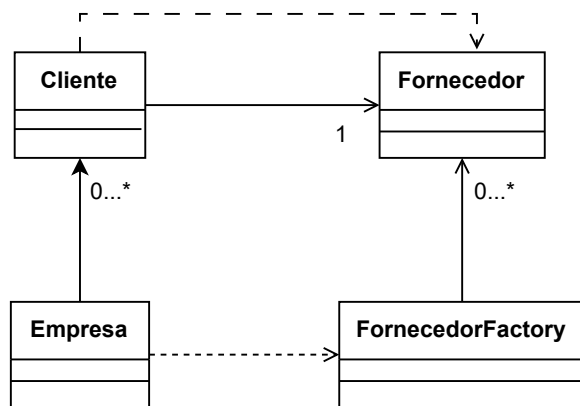 Cliente
Fornecedor
1
0...*
0...*
Empresa
FornecedorFactory